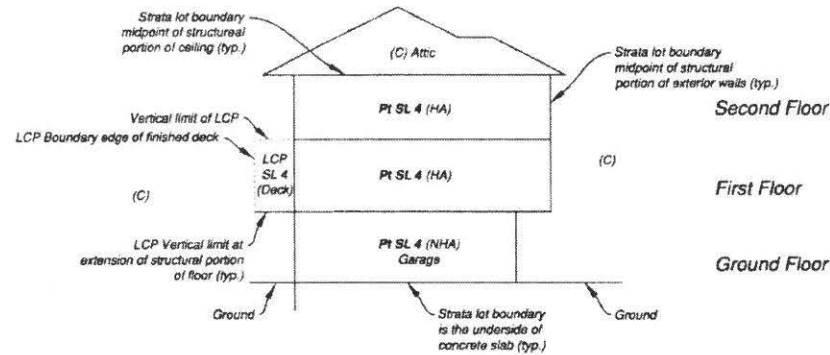 Strata lot boundary
midpoint of structureal
portion of ceiling (typ.)
(C) Attic
Strata lot boundary
midpoint of structural
portion of exterior walls (typ.)
Pt SL 4 (HA)
Second Floor
Vertical limit of LCP
LCP Boundary edge of finished deck
LCP
SL 4
(Deck)
Pt SL 4 (HA)
(C)
(C)
First Floor
LCP Vertical limit at
extension of structural portion
of floor (typ.)
Pt SL 4 (NHA)
Garage
Ground Floor
Ground
Strata lot boundary
is the underside of
concrete slab (typ.)
Ground